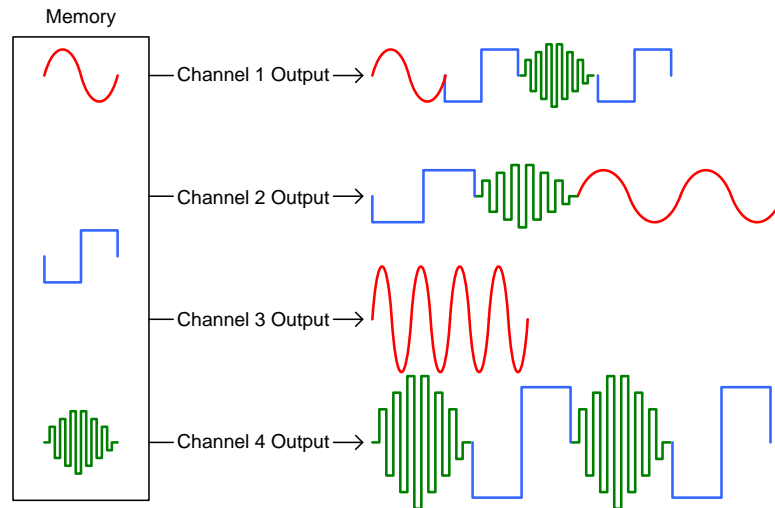 Memory
Channel 1 Output
Channel 2 Output
Channel 3 Output
Channel 4 Output